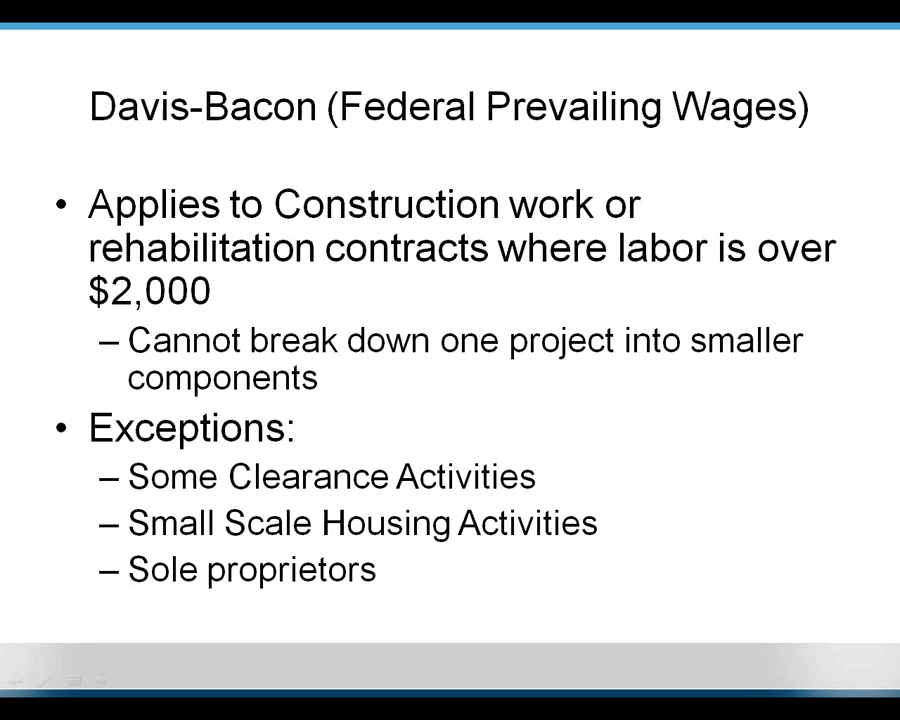 Davis-Bacon (Federal Prevailing Wages)
• Applies to Construction work or
rehabilitation contracts where labor is over
$2,000
– Cannot break down one project into smaller
components
• Exceptions:
– Some Clearance Activities
– Small Scale Housing Activities
– Sole proprietors